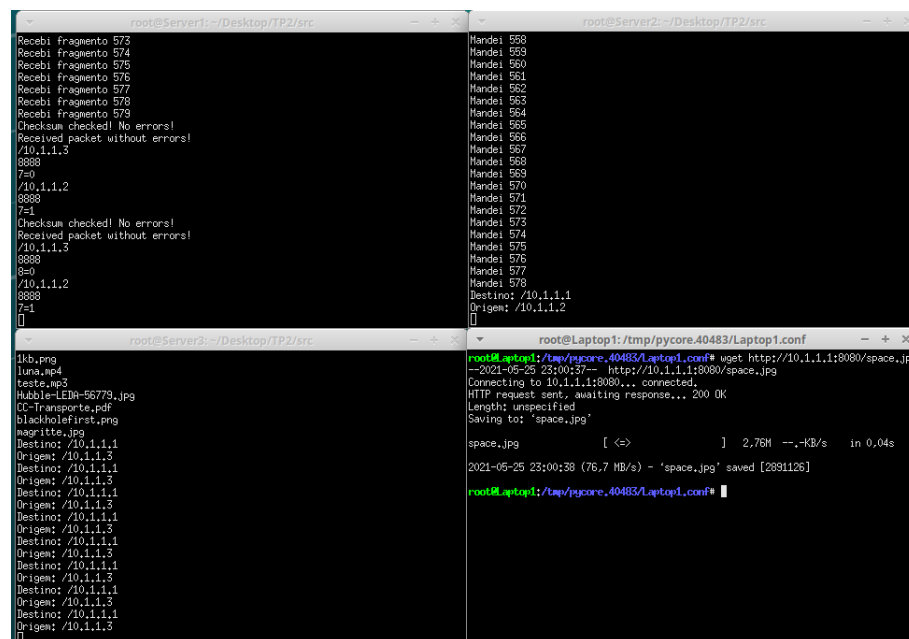 root@Server1: ~/Desktop/TP2/src
Recebi fragmento 573
Recebi fragmento 574
Recebi fragmento 575
Recebi fragmento 576
Recebi fragmento 577
Recebi fragmento 578
Recebi fragmento 579
Checksum checked! No errors!
Received packet without errors!
/10.1.1.3
8888
7=0
/10.1.1.2
8888
7=1
Checksum checked! No errors!
Received packet without errors!
/10.1.1.3
8888
8=0
/10.1.1.2
8888
7=1
root@Server2: ~/Desktop/TP2/src
Mandei 558
Mandei 559
Mandei 560
Mandei 561
Mandei 562
Mandei 563
Mandei 564
Mandei 565
Mandei 566
Mandei 567
Mandei 568
Mandei 569
Mandei 570
Mandei 571
Mandei 572
Mandei 573
Mandei 574
Mandei 575
Mandei 576
Mandei 577
Mandei 578
Destino: /10.1.1.1
Origem: /10.1.1.2
root@Server3: ~/Desktop/TP2/src
1kb.png
luna.mp4
teste.mp3
Hubble-LEDA-56779.jpg
CC-Transporte.pdf
blackholefirst.png
magritte.jpg
Destino: /10.1.1.1
Origem: /10.1.1.3
Destino: /10.1.1.1
Origem: /10.1.1.3
Destino: /10.1.1.1
Origem: /10.1.1.3
Destino: /10.1.1.1
Origem: /10.1.1.3
Destino: /10.1.1.1
Origem: /10.1.1.3
Destino: /10.1.1.1
Origem: /10.1.1.3
Destino: /10.1.1.1
Origem: /10.1.1.3
Destino: /10.1.1.1
Origem: /10.1.1.3
root@Laptop1: /tmp/pycore.40483/Laptop1.conf
root@Laptop1:/tmp/pycore.40483/Laptop1.conf# wget http://10.1.1.1:8080/space.jp
--2021-05-25 23:00:37-- http://10.1.1.1:8080/space.jpg
Connecting to 10.1.1.1:8080... connected.
HTTP request sent, awaiting response... 200 OK
Length: unspecified
Saving to: ‘space.jpg’
space.jpg [ <=> ] 2,76M --.-KB/s in 0,04s
2021-05-25 23:00:38 (76,7 MB/s) - ‘space.jpg’ saved [2891126]
root@Laptop1:/tmp/pycore.40483/Laptop1.conf#